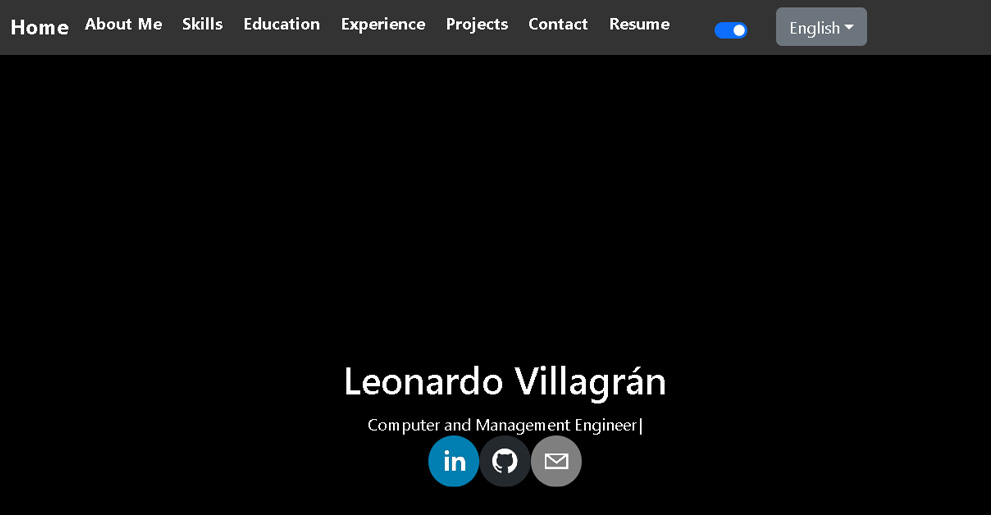 Home About Me Skills Education Experience Projects Contact Resume English
Leonardo Villagrán
Computer and Management Engineer|
in